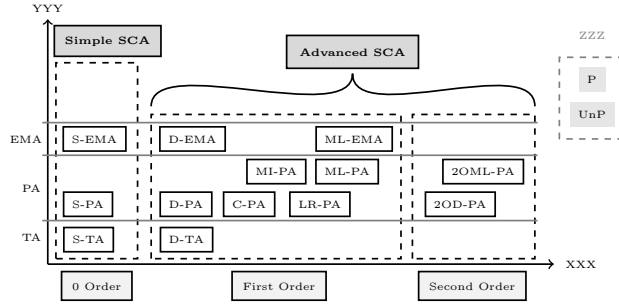 YYY
Simple SCA
Advanced SCA
ZZZ
P
UnP
EMA
S-EMA
D-EMA
ML-EMA
PA
MI-PA
ML-PA
2OML-PA
S-PA
D-PA
C-PA
LR-PA
2OD-PA
TA
S-TA
D-TA
XXX
0 Order
First Order
Second Order